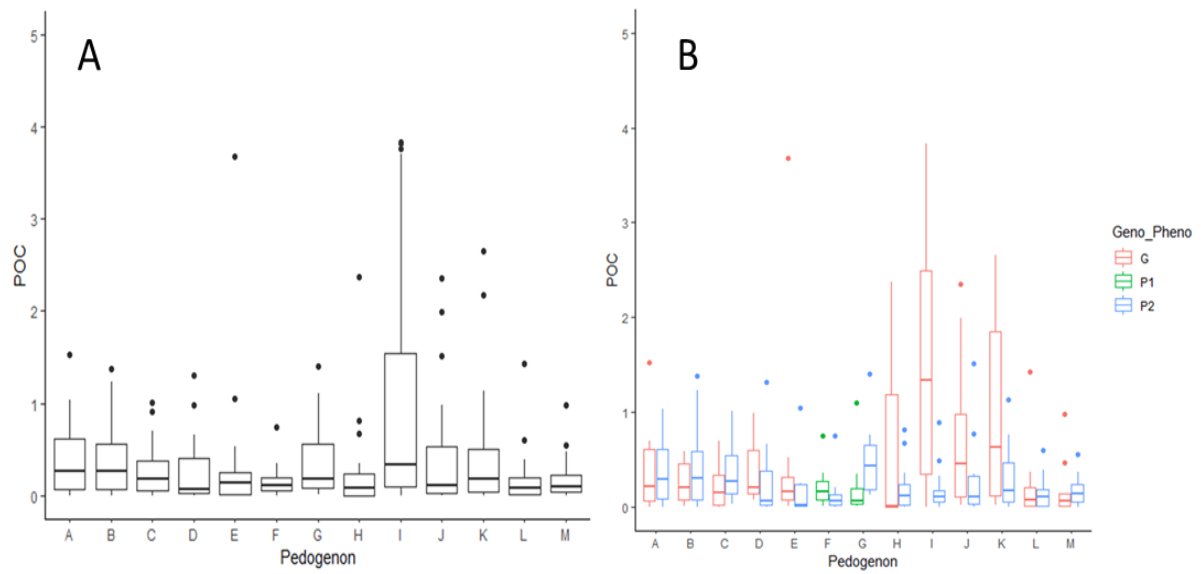 A
5
4
3
2
1
0
POC
A B C D E F G H I J K L M
Pedogenon
B
5
4
3
2
1
0
POC
A B C D E F G H I J K L M
Pedogenon
Geno_Pheno
G
P1
P2